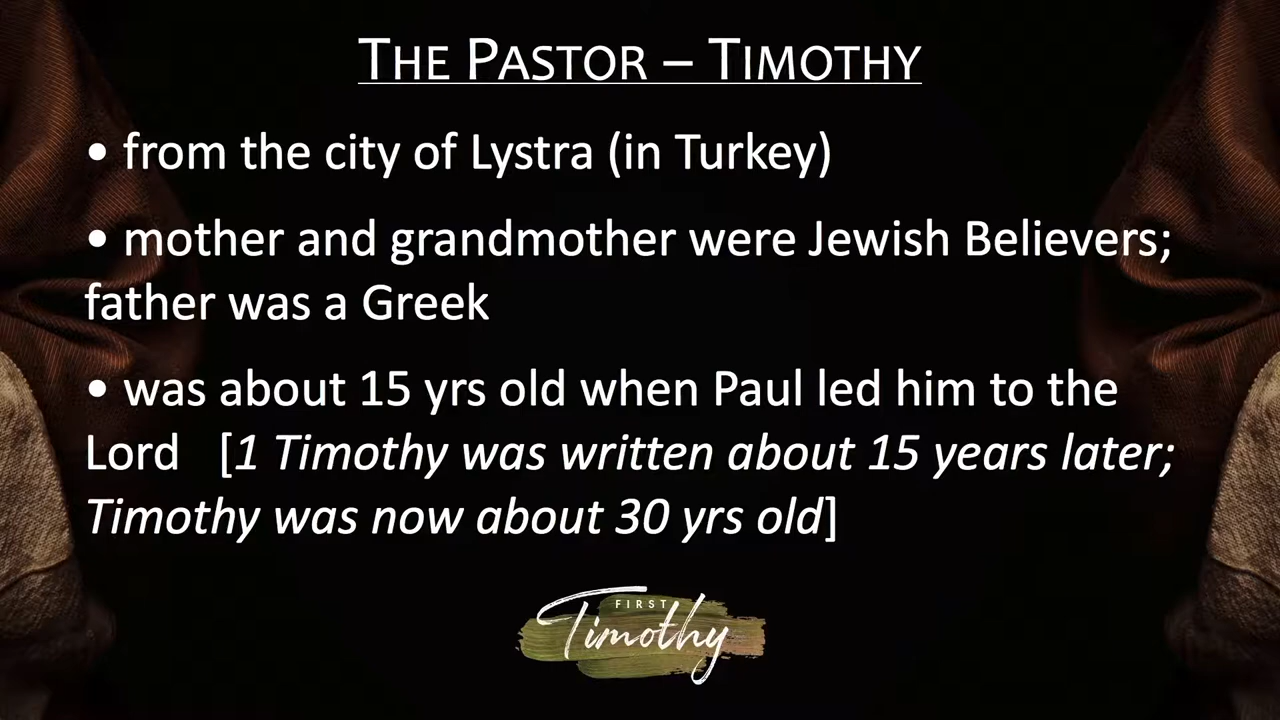 THE PASTOR – TIMOTHY
• from the city of Lystra (in Turkey)
• mother and grandmother were Jewish Believers;
father was a Greek
• was about 15 yrs old when Paul led him to the
Lord [1 Timothy was written about 15 years later;
Timothy was now about 30 yrs old]
FIRST
Timothy